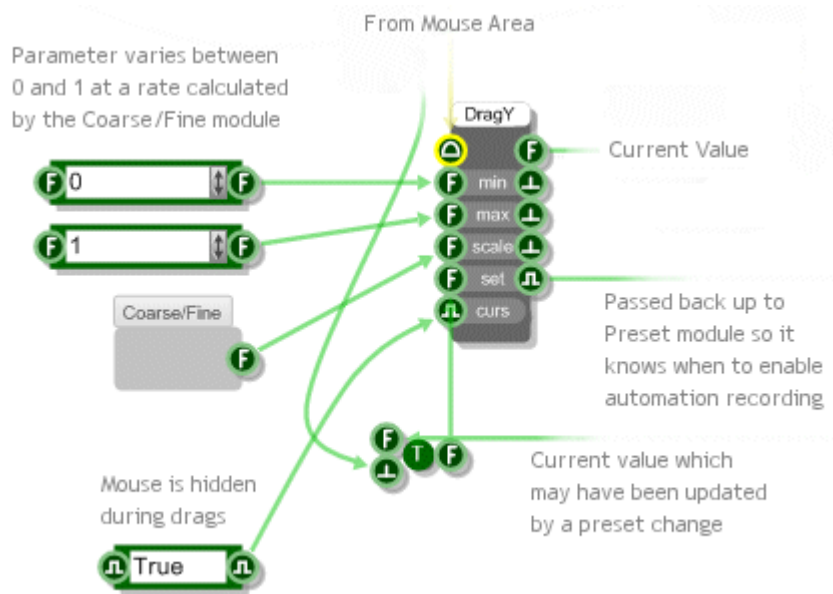 From Mouse Area
Parameter varies between
0 and 1 at a rate calculated
by the Coarse/Fine module
DragY
F
Current Value
F 0 F
F min
F 1 F
F max
F scale
F set
Coarse/Fine
curs
F
Passed back up to
Preset module so it
knows when to enable
automation recording
F
T F
Current value which
may have been updated
by a preset change
Mouse is hidden
during drags
True